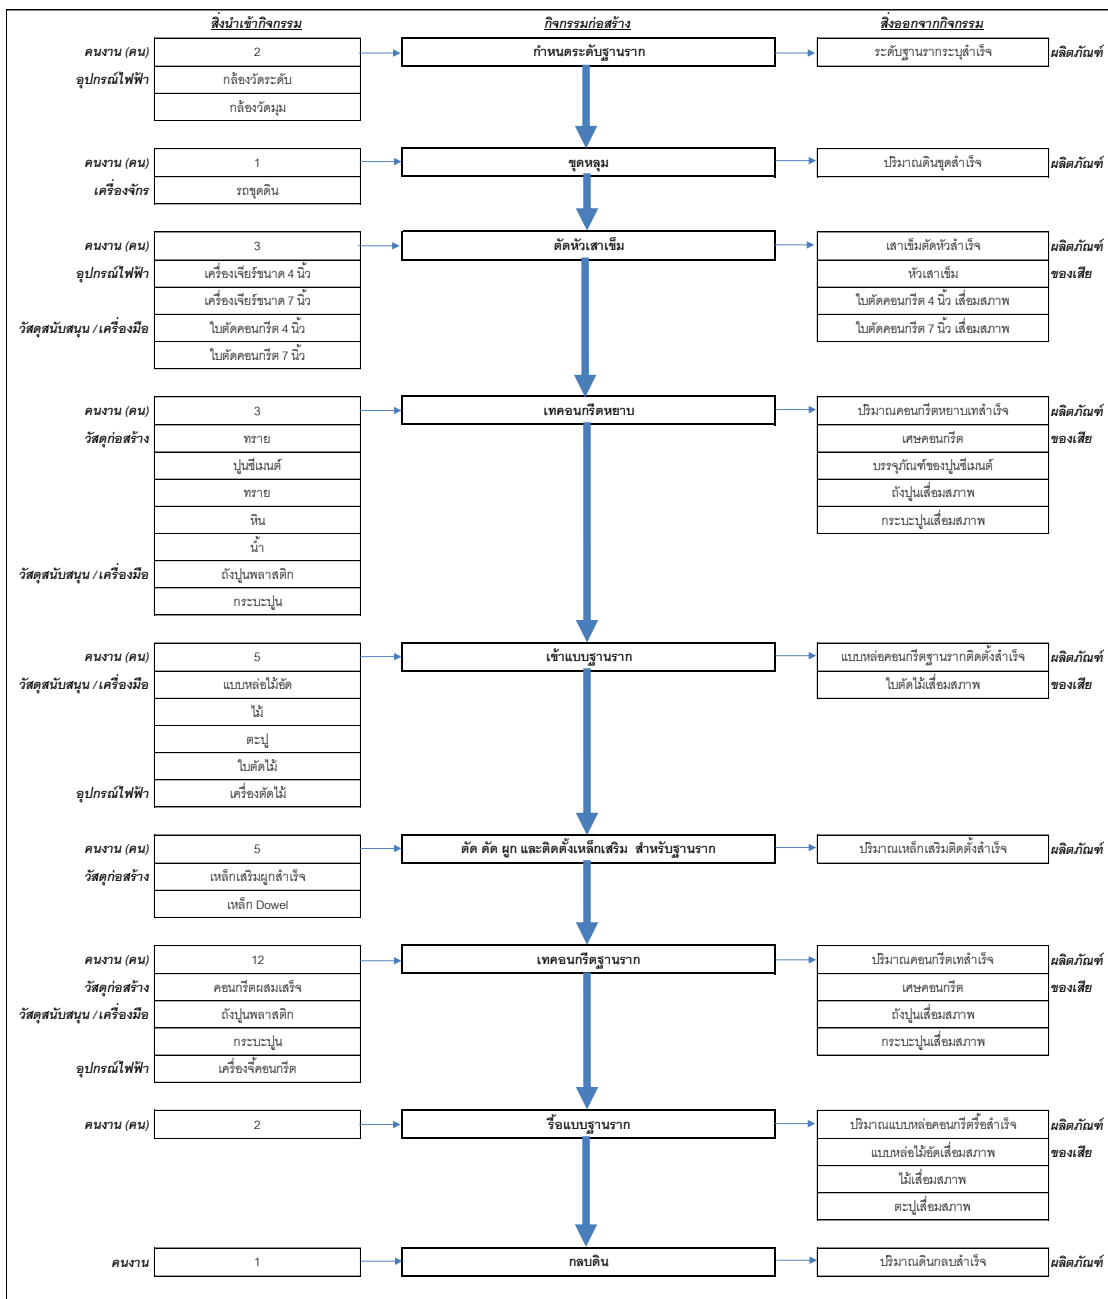 สิ่งนำเข้ากิจกรรม กิจกรรมก่อสร้าง สิ่งออกจากกิจกรรม
คนงาน (คน) 2 กำหนดระดับฐานราก ระดับฐานรากระบุสำเร็จ ผลิตภัณฑ์
อุปกรณ์ไฟฟ้า กล้องวัดระดับ
กล้องวัดมุม
คนงาน (คน) 1 ขุดหลุม ปริมาณดินขุดสำเร็จ ผลิตภัณฑ์
เครื่องจักร รถขุดดิน
คนงาน (คน) 3 ตัดหัวเสาเข็ม เสาเข็มตัดหัวสำเร็จ ผลิตภัณฑ์
อุปกรณ์ไฟฟ้า เครื่องเจียร์ขนาด 4 นิ้ว หัวเสาเข็ม ของเสีย
เครื่องเจียร์ขนาด 7 นิ้ว ใบตัดคอนกรีต 4 นิ้ว เสื่อมสภาพ
วัสดุสนับสนุน / เครื่องมือ ใบตัดคอนกรีต 4 นิ้ว ใบตัดคอนกรีต 7 นิ้ว เสื่อมสภาพ
ใบตัดคอนกรีต 7 นิ้ว
คนงาน (คน) 3 เทคอนกรีตหยาบ ปริมาณคอนกรีตหยาบเทสำเร็จ ผลิตภัณฑ์
วัสดุก่อสร้าง ทราย เศษคอนกรีต ของเสีย
ปูนซีเมนต์ บรรจุภัณฑ์ของปูนซีเมนต์
ทราย ถังปูนเสื่อมสภาพ
หิน กระบะปูนเสื่อมสภาพ
น้ำ
วัสดุสนับสนุน / เครื่องมือ ถังปูนพลาสติก
กระบะปูน
คนงาน (คน) 5 เข้าแบบฐานราก แบบหล่อคอนกรีตฐานรากติดตั้งสำเร็จ ผลิตภัณฑ์
วัสดุสนับสนุน / เครื่องมือ แบบหล่อไม้อัด ใบตัดไม้เสื่อมสภาพ ของเสีย
ไม้
ตะปู
ใบตัดไม้
อุปกรณ์ไฟฟ้า เครื่องตัดไม้
คนงาน (คน) 5 ตัด ดัด ผูก และติดตั้งเหล็กเสริม สำหรับฐานราก ปริมาณเหล็กเสริมติดตั้งสำเร็จ ผลิตภัณฑ์
วัสดุก่อสร้าง เหล็กเสริมผูกสำเร็จ
เหล็ก Dowel
คนงาน (คน) 12 เทคอนกรีตฐานราก ปริมาณคอนกรีตเทสำเร็จ ผลิตภัณฑ์
วัสดุก่อสร้าง คอนกรีตผสมเสร็จ เศษคอนกรีต ของเสีย
วัสดุสนับสนุน / เครื่องมือ ถังปูนพลาสติก ถังปูนเสื่อมสภาพ
กระบะปูน กระบะปูนเสื่อมสภาพ
อุปกรณ์ไฟฟ้า เครื่องจี้คอนกรีต
คนงาน (คน) 2 รื้อแบบฐานราก ปริมาณแบบหล่อคอนกรีตรื้อสำเร็จ ผลิตภัณฑ์
แบบหล่อไม้อัดเสื่อมสภาพ ของเสีย
ไม้เสื่อมสภาพ
ตะปูเสื่อมสภาพ
คนงาน 1 กลบดิน ปริมาณดินกลบสำเร็จ ผลิตภัณฑ์